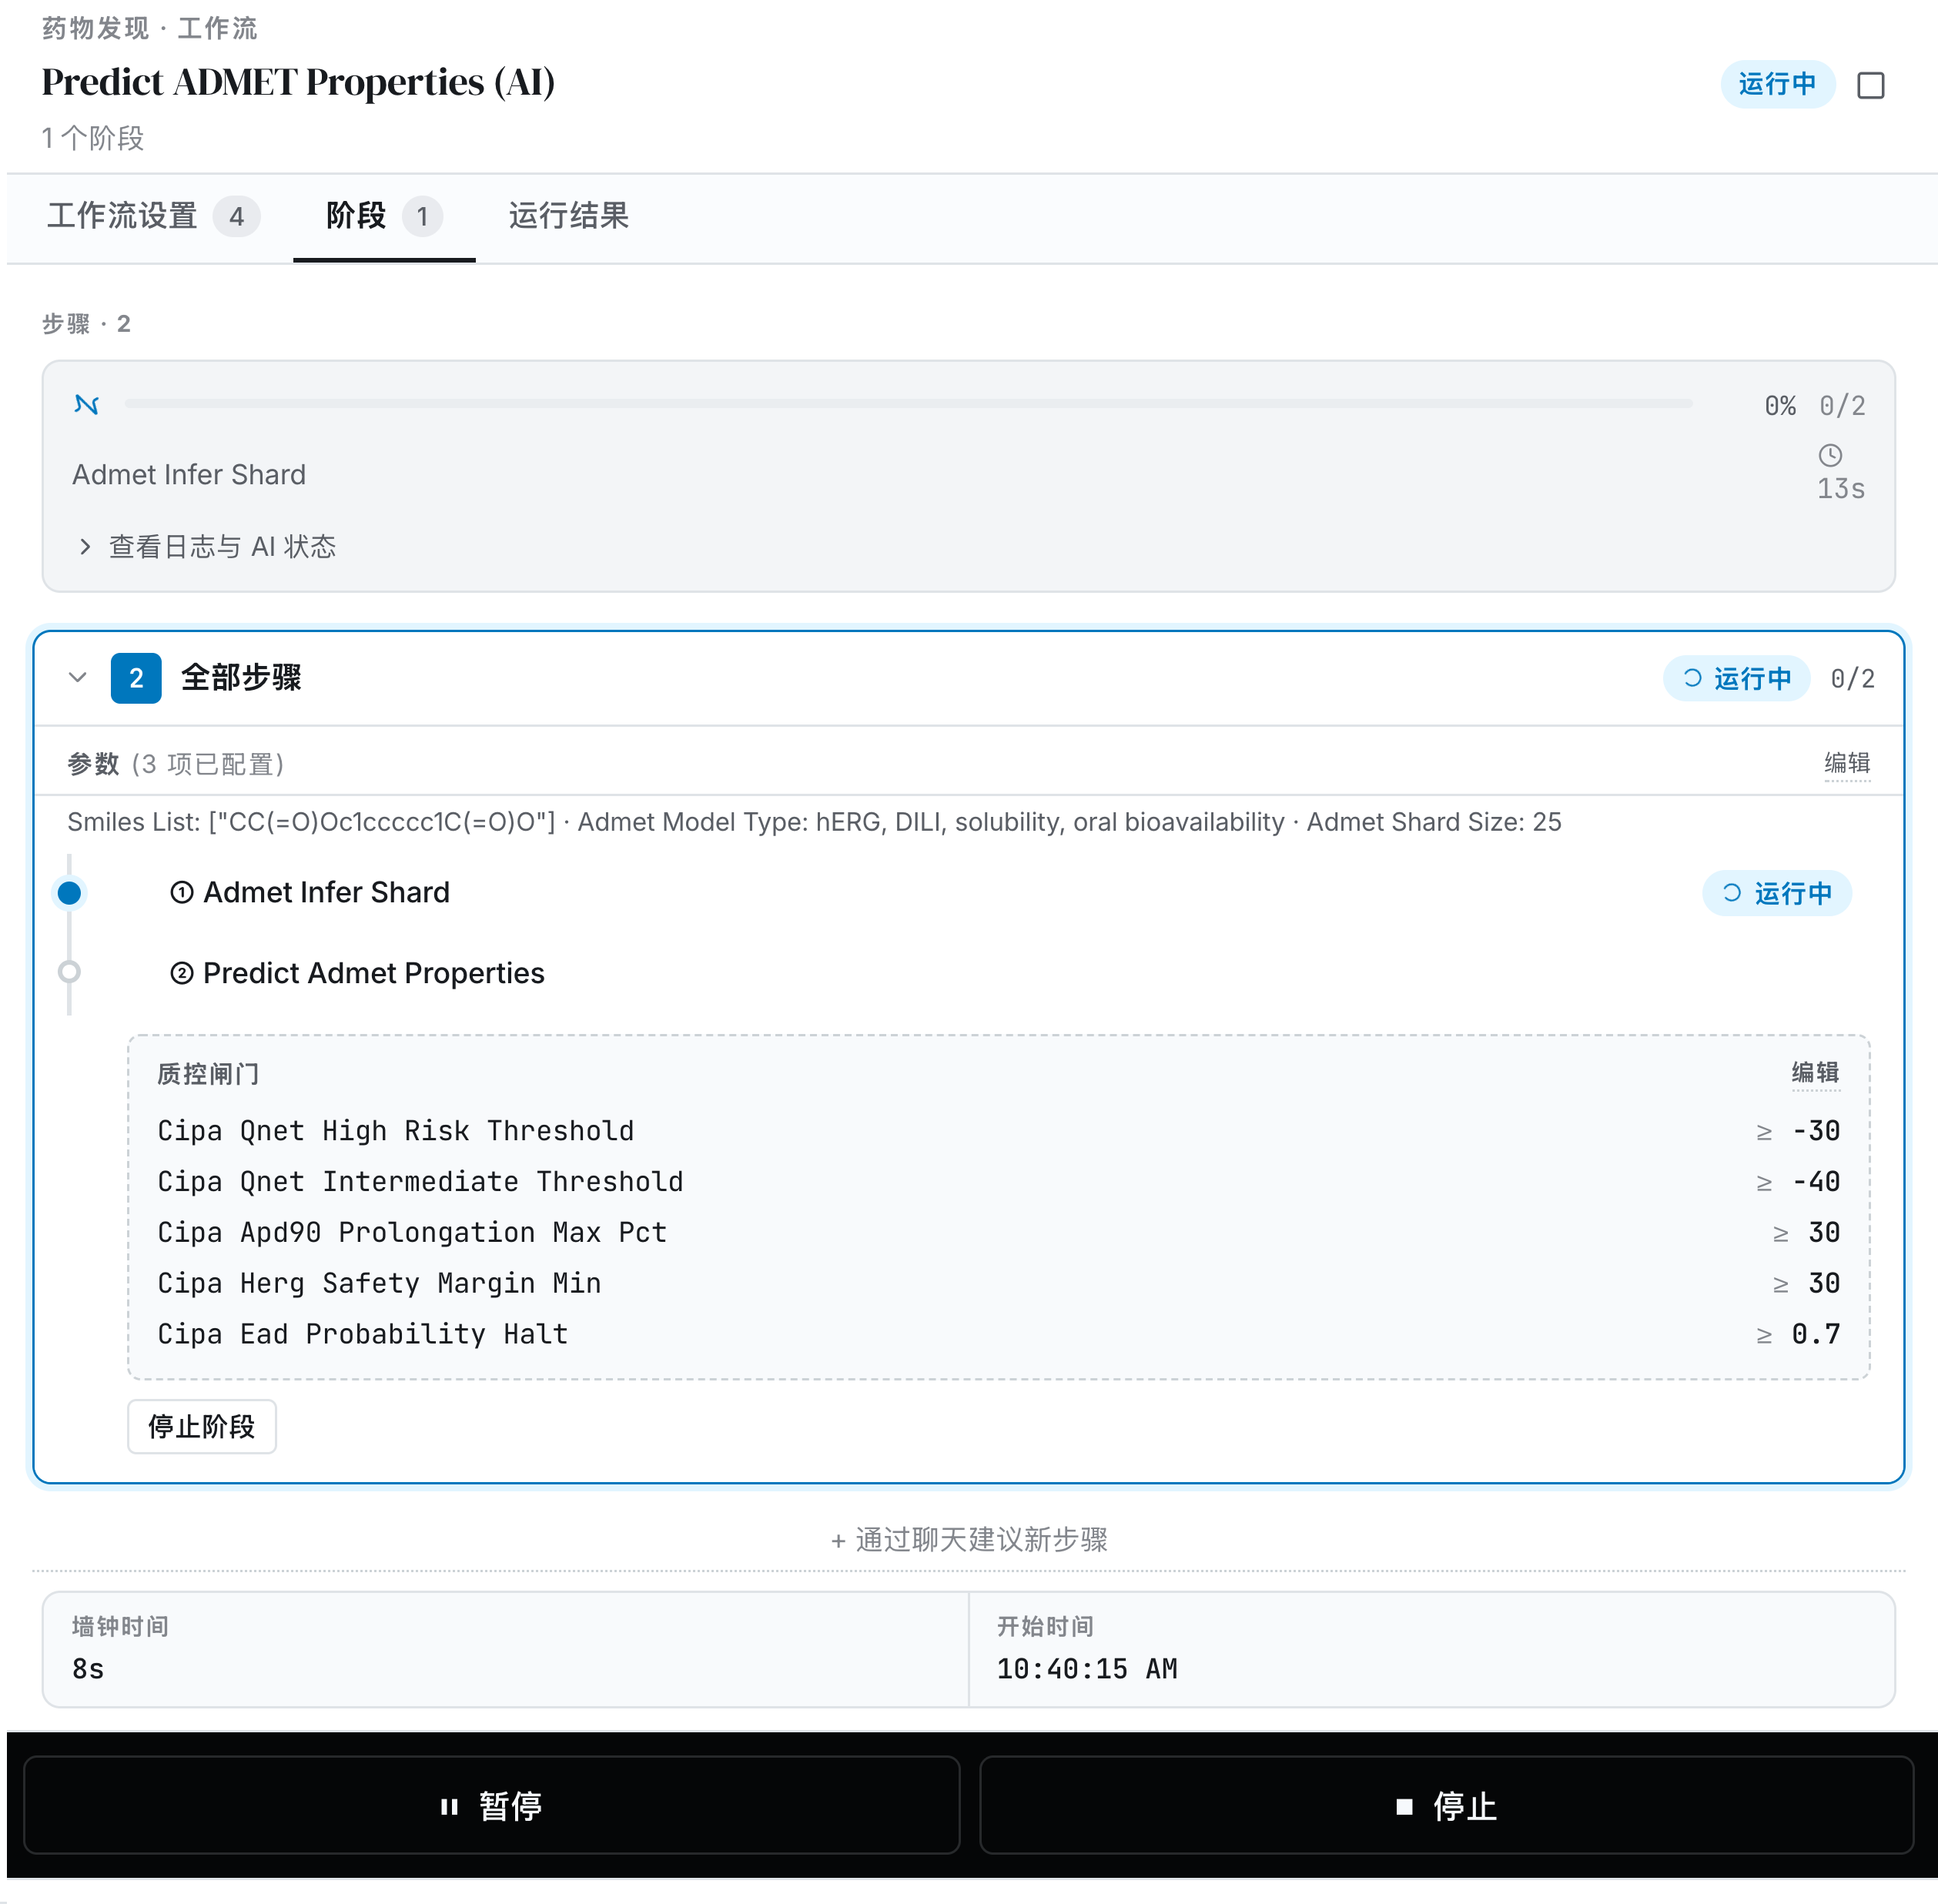 药物发现 · 工作流
Predict ADMET Properties (AI)
运行中
1 个阶段
工作流设置 4
阶段 1
运行结果
步骤 · 2
0% 0/2
Admet Infer Shard
13s
查看日志与 AI 状态
2 全部步骤
运行中 0/2
参数 (3 项已配置)
编辑
Smiles List: ["CC(=O)Oc1ccccc1C(=O)O"] · Admet Model Type: hERG, DILI, solubility, oral bioavailability · Admet Shard Size: 25
① Admet Infer Shard
运行中
② Predict Admet Properties
质控闸门
编辑
Cipa Qnet High Risk Threshold ≥ -30
Cipa Qnet Intermediate Threshold ≥ -40
Cipa Apd90 Prolongation Max Pct ≥ 30
Cipa Herg Safety Margin Min ≥ 30
Cipa Ead Probability Halt ≥ 0.7
停止阶段
+ 通过聊天建议新步骤
墙钟时间
8s
开始时间
10:40:15 AM
暂停
停止